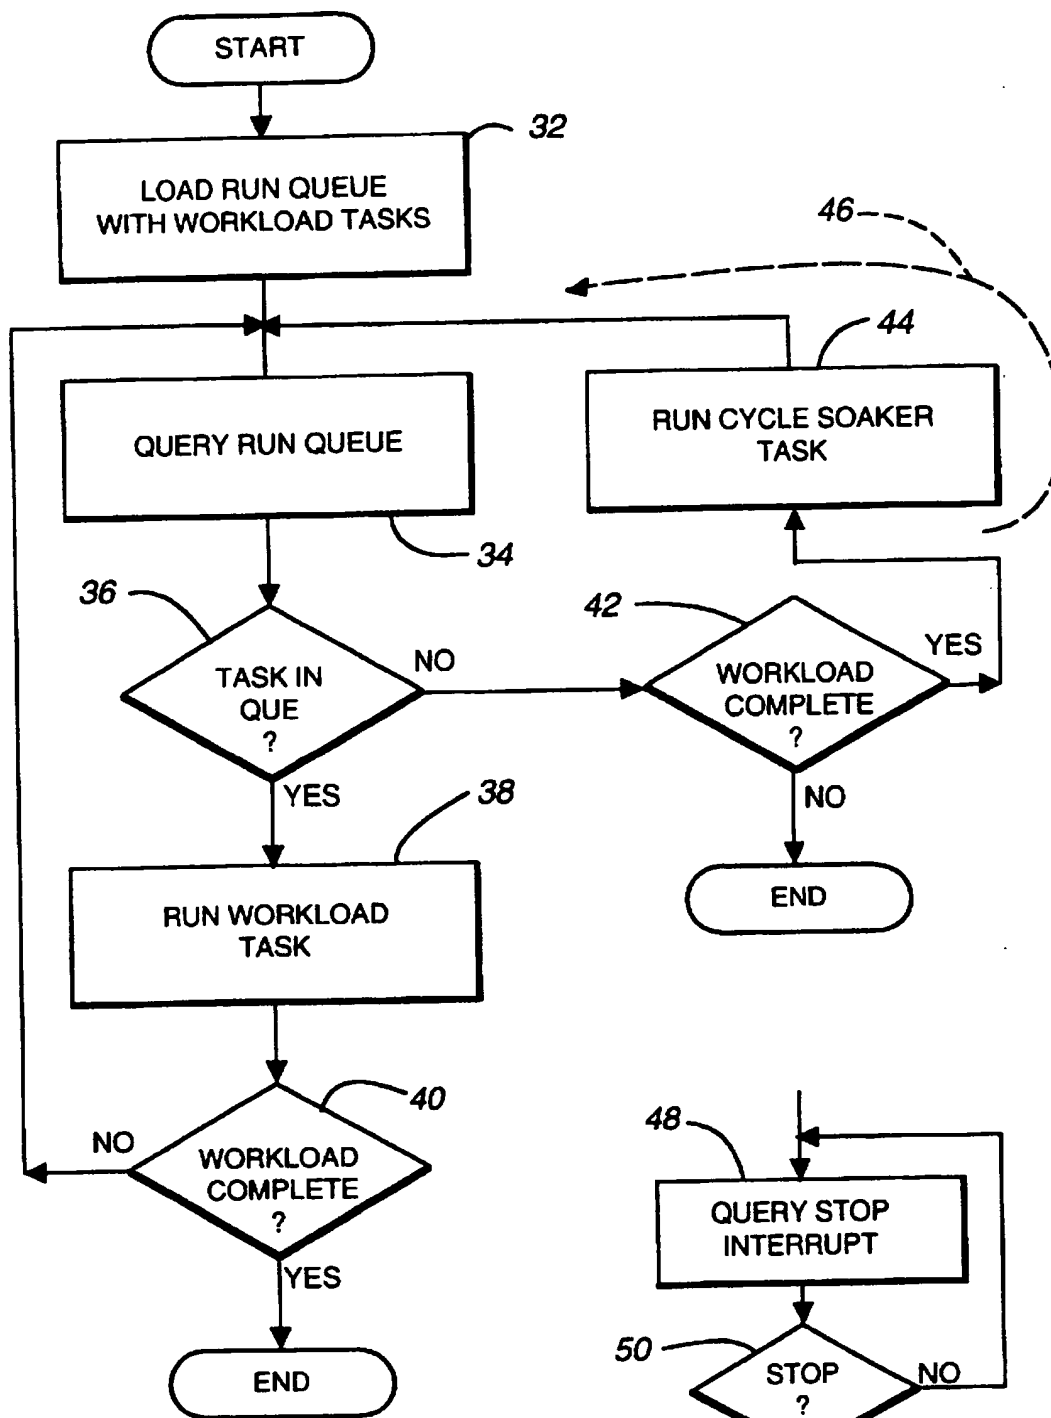 START
32
LOAD RUN QUEUE
WITH WORKLOAD TASKS
46
44
QUERY RUN QUEUE
RUN CYCLE SOAKER
TASK
34
36
TASK IN
QUE
?
NO
YES
42
WORKLOAD
COMPLETE
?
YES
NO
END
38
RUN WORKLOAD
TASK
40
WORKLOAD
COMPLETE
?
NO
YES
END
48
QUERY STOP
INTERRUPT
50
STOP
?
NO